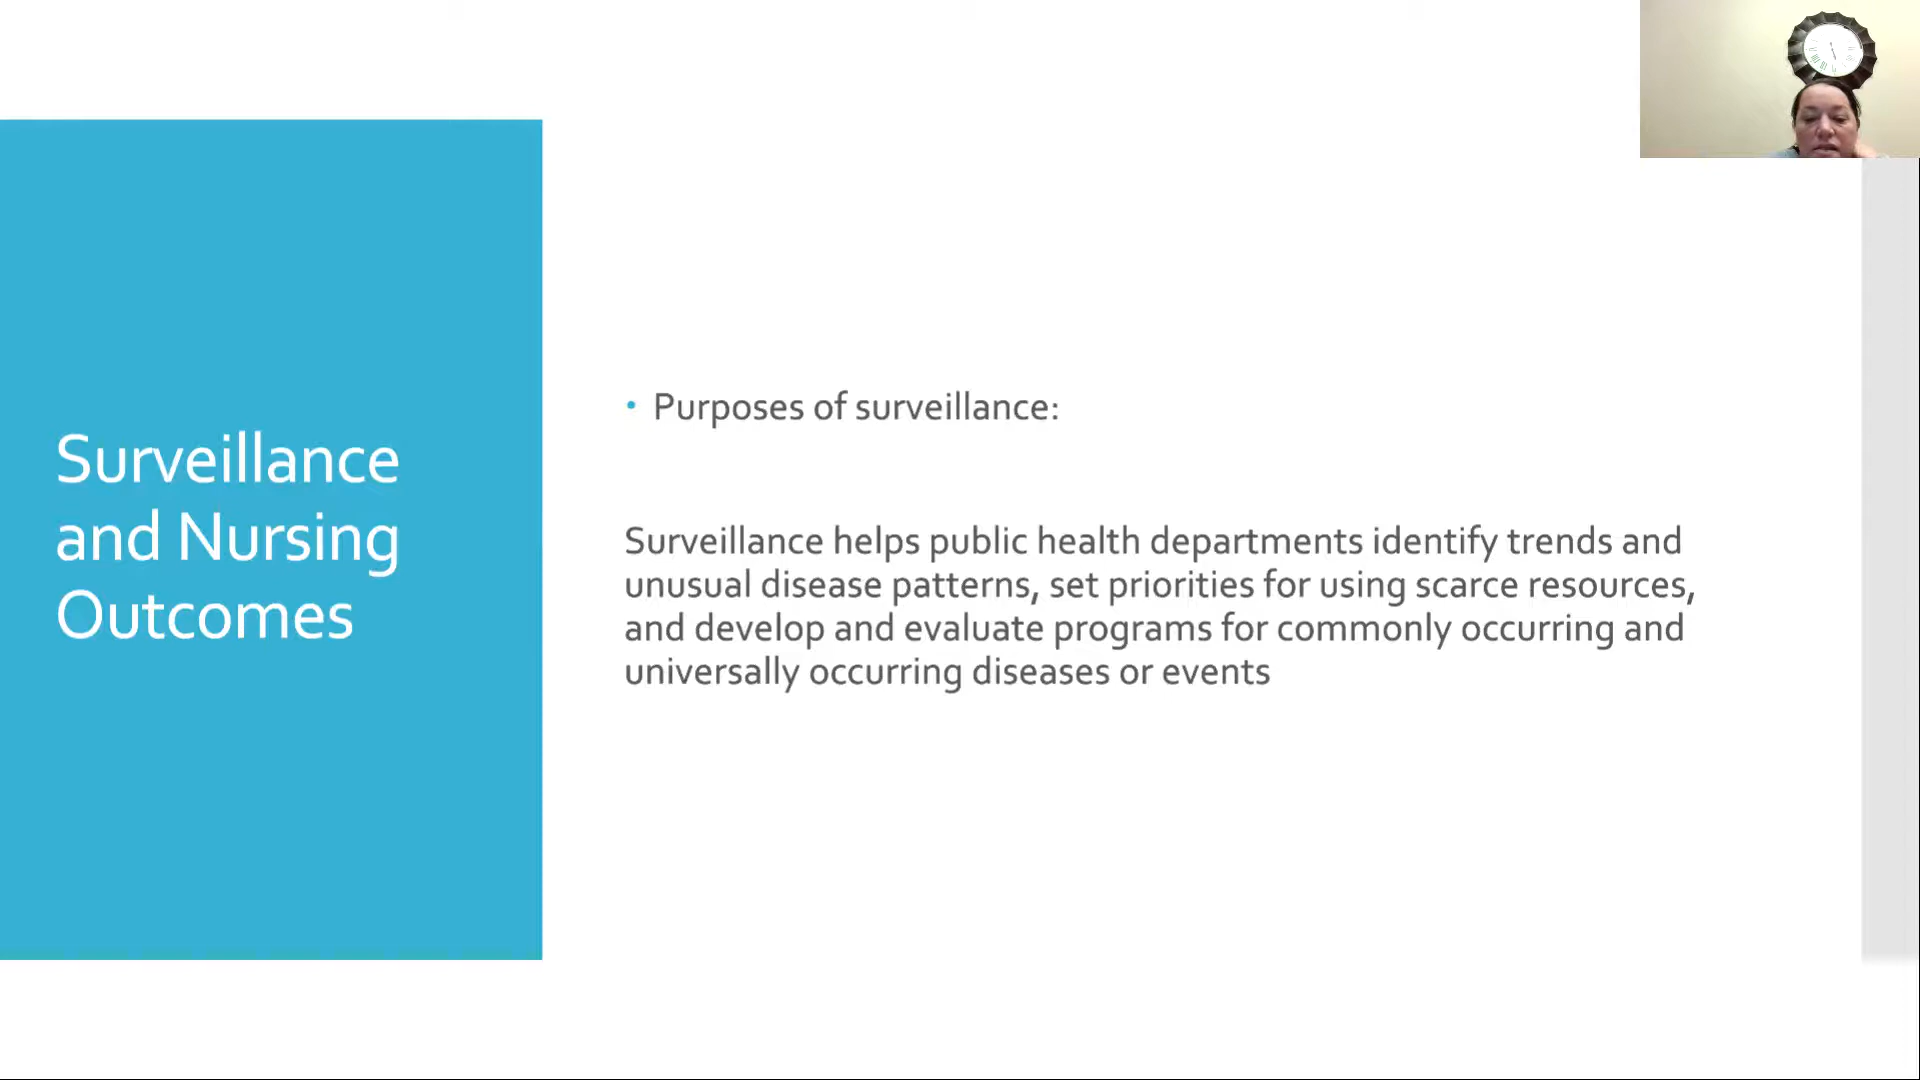 Surveillance
and Nursing
Outcomes
• Purposes of surveillance:
Surveillance helps public health departments identify trends and
unusual disease patterns, set priorities for using scarce resources,
and develop and evaluate programs for commonly occurring and
universally occurring diseases or events